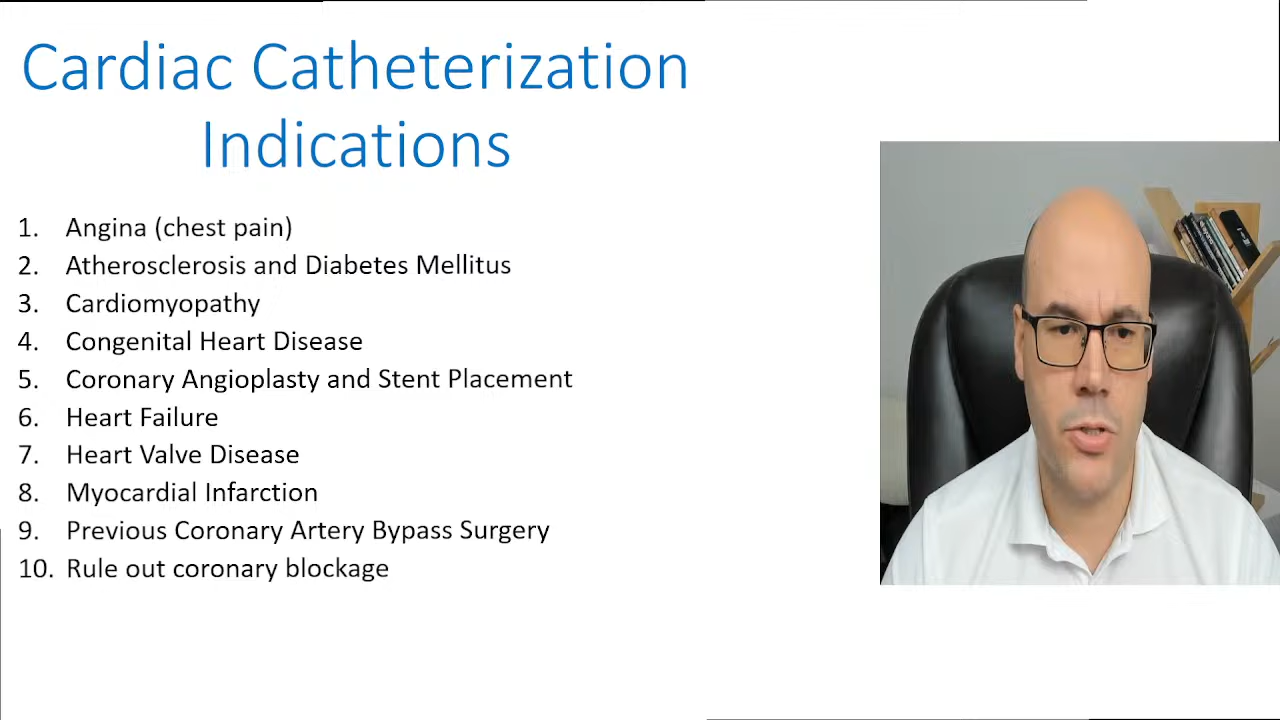 Cardiac Catheterization
Indications
1. Angina (chest pain)
2. Atherosclerosis and Diabetes Mellitus
3. Cardiomyopathy
4. Congenital Heart Disease
5. Coronary Angioplasty and Stent Placement
6. Heart Failure
7. Heart Valve Disease
8. Myocardial Infarction
9. Previous Coronary Artery Bypass Surgery
10. Rule out coronary blockage